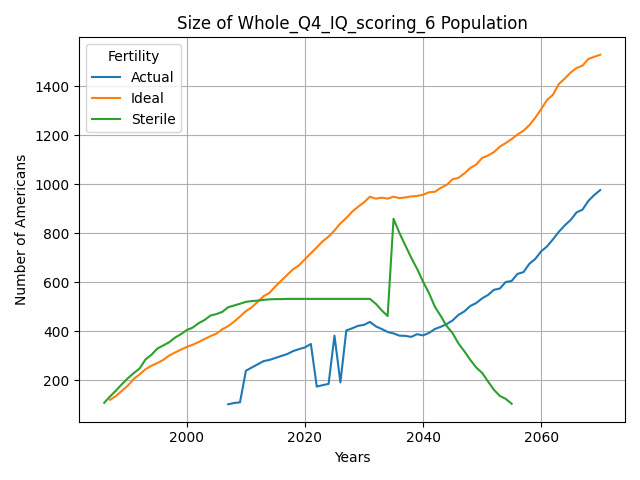 Size of Whole_Q4_IQ_scoring_6 Population
Fertility
Actual
Ideal
Sterile
Number of Americans
1400
1200
1000
800
600
400
200
2000
2020
2040
2060
Years